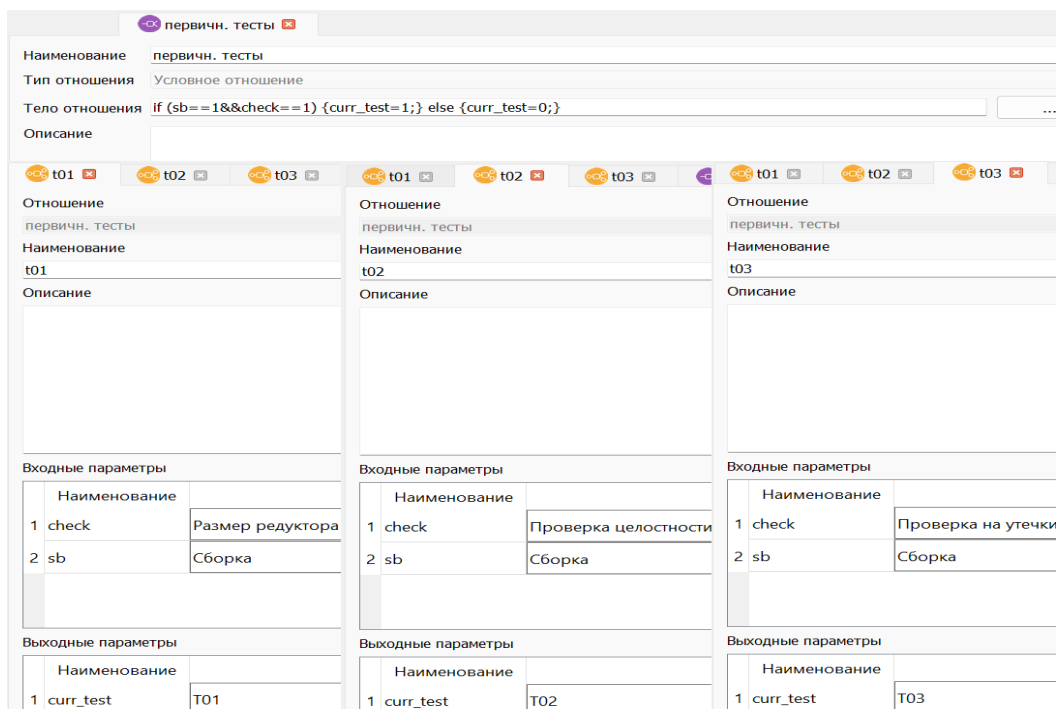 первичн. тесты
Наименование первичн. тесты
Тип отношения Условное отношение
Тело отношения if (sb==1&&check==1) {curr_test=1;} else {curr_test=0;} ...
Описание
t01 t02 t03
Отношение
первичн. тесты
Наименование
t01
Описание
Входные параметры
Наименование
1 check Размер редуктора
2 sb Сборка
Выходные параметры
Наименование
1 curr_test T01
t01 t02 t03
Отношение
первичн. тесты
Наименование
t02
Описание
Входные параметры
Наименование
1 check Проверка целостности
2 sb Сборка
Выходные параметры
Наименование
1 curr_test T02
t01 t02 t03
Отношение
первичн. тесты
Наименование
t03
Описание
Входные параметры
Наименование
1 check Проверка на утечки
2 sb Сборка
Выходные параметры
Наименование
1 curr_test T03